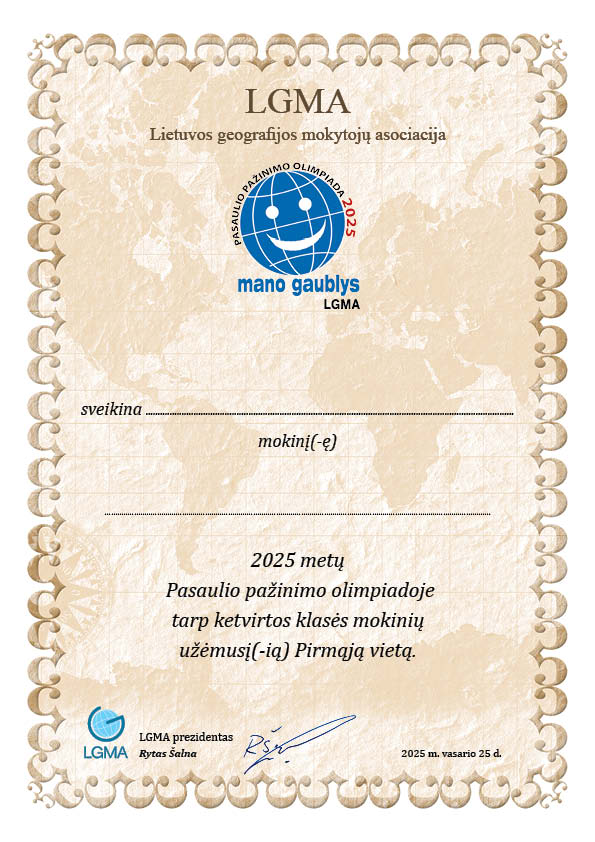 LGMA
Lietuvos geografijos mokytojų asociacija
PASAULIO PAŽINIMO OLIMPIADA 2025
mano gaublys
LGMA
sveikina
mokinį(-ę)
2025 metų
Pasaulio pažinimo olimpiadoje
tarp ketvirtos klasės mokinių
užėmusį(-ią) Pirmąją vietą.
LGMA
LGMA prezidentas
Rytas Šalna
2025 m. vasario 25 d.